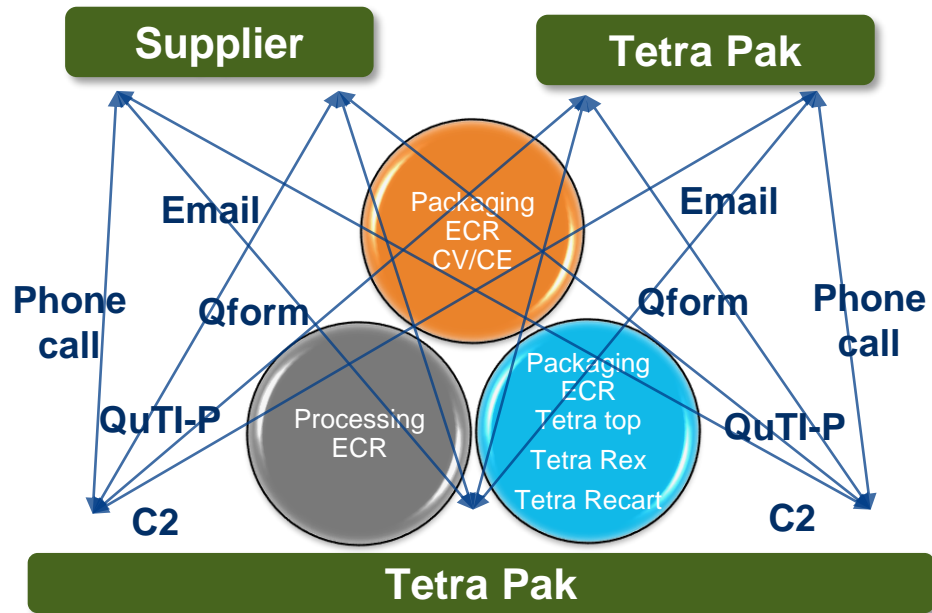 Supplier
Tetra Pak
Packaging
ECR
CV/CE
Email
Email
Phone
call
Qform
Qform
Phone
call
Processing
ECR
Packaging
ECR
Tetra top
Tetra Rex
Tetra Recart
QuTI-P
QuTI-P
C2
C2
Tetra Pak